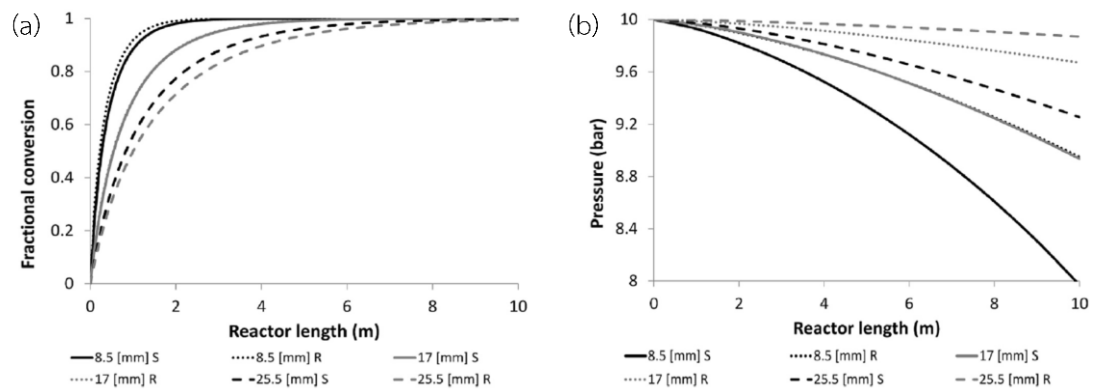 (a)
1
0.8
0.6
0.4
0.2
0
Fractional conversion
0 2 4 6 8 10
Reactor length (m)
8.5 [mm] S 8.5 [mm] R 17 [mm] S
17 [mm] R 25.5 [mm] S 25.5 [mm] R
(b)
10
9.6
9.2
8.8
8.4
8
Pressure (bar)
0 2 4 6 8 10
Reactor length (m)
8.5 [mm] S 8.5 [mm] R 17 [mm] S
17 [mm] R 25.5 [mm] S 25.5 [mm] R